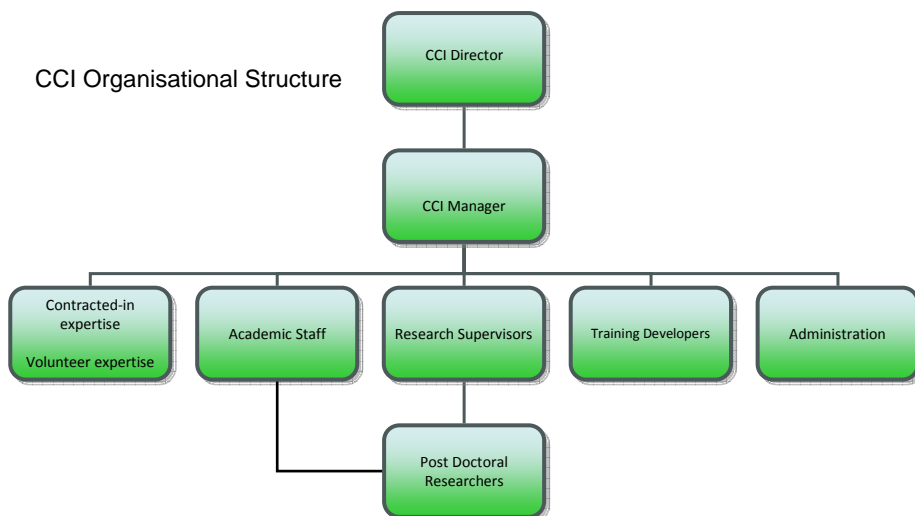 CCI Director
CCI Organisational Structure
CCI Manager
Contracted-in
expertise
Volunteer expertise
Academic Staff
Research Supervisors
Training Developers
Administration
Post Doctoral
Researchers